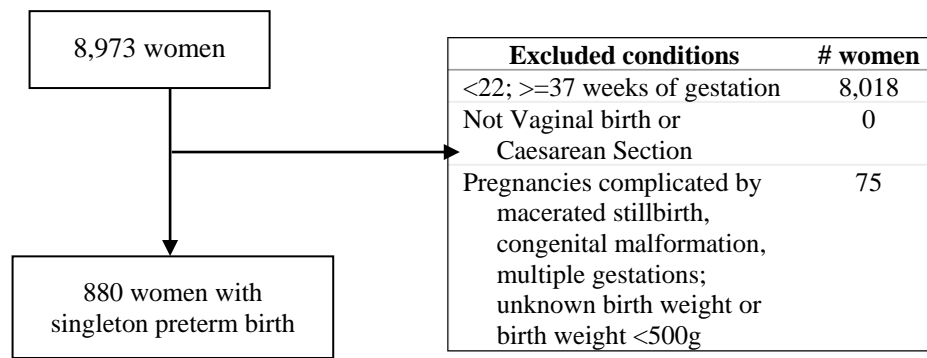 8,973 women
Excluded conditions # women
<22; >=37 weeks of gestation 8,018
Not Vaginal birth or 0
Caesarean Section
Pregnancies complicated by 75
macerated stillbirth,
congenital malformation,
multiple gestations;
unknown birth weight or
birth weight <500g
880 women with
singleton preterm birth